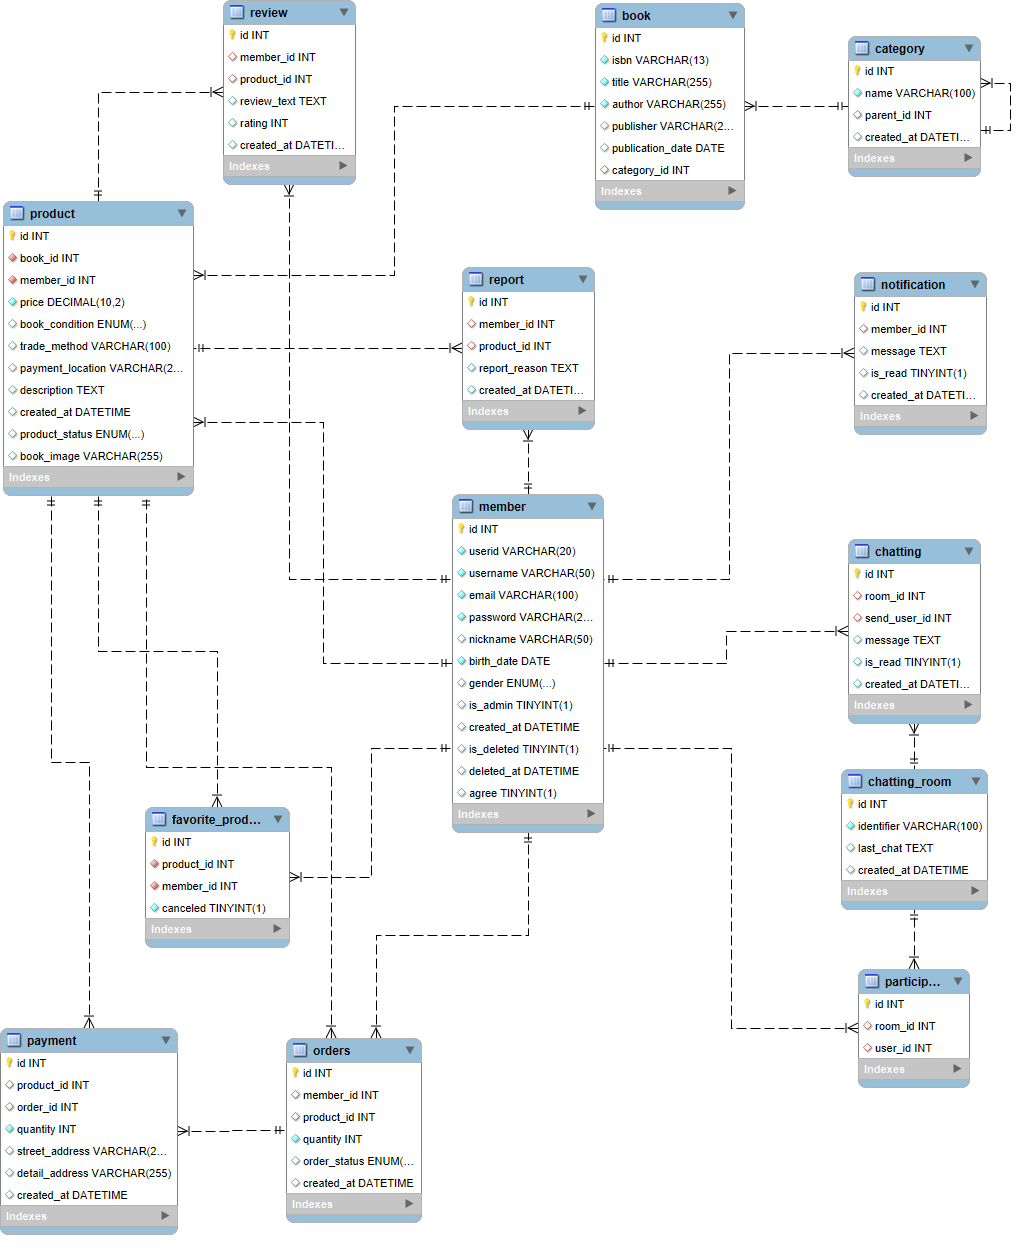 review
id INT
member_id INT
product_id INT
review_text TEXT
rating INT
created_at DATETI...
Indexes
book
id INT
isbn VARCHAR(13)
title VARCHAR(255)
author VARCHAR(255)
publisher VARCHAR(2...
publication_date DATE
category_id INT
Indexes
category
id INT
name VARCHAR(100)
parent_id INT
created_at DATETI...
Indexes
product
id INT
book_id INT
member_id INT
price DECIMAL(10,2)
book_condition ENUM(...)
trade_method VARCHAR(100)
payment_location VARCHAR(2...
description TEXT
created_at DATETIME
product_status ENUM(...)
book_image VARCHAR(255)
Indexes
report
id INT
member_id INT
product_id INT
report_reason TEXT
created_at DATETI...
Indexes
notification
id INT
member_id INT
message TEXT
is_read TINYINT(1)
created_at DATETI...
Indexes
member
id INT
userid VARCHAR(20)
username VARCHAR(50)
email VARCHAR(100)
password VARCHAR(2...
nickname VARCHAR(50)
birth_date DATE
gender ENUM(...)
is_admin TINYINT(1)
created_at DATETIME
is_deleted TINYINT(1)
deleted_at DATETIME
agree TINYINT(1)
Indexes
chatting
id INT
room_id INT
send_user_id INT
message TEXT
is_read TINYINT(1)
created_at DATETI...
Indexes
chatting_room
id INT
identifier VARCHAR(100)
last_chat TEXT
created_at DATETIME
Indexes
favorite_prod...
id INT
product_id INT
member_id INT
canceled TINYINT(1)
Indexes
particip...
id INT
room_id INT
user_id INT
Indexes
payment
id INT
product_id INT
order_id INT
quantity INT
street_address VARCHAR(2...
detail_address VARCHAR(255)
created_at DATETIME
Indexes
orders
id INT
member_id INT
product_id INT
quantity INT
order_status ENUM(...
created_at DATETIME
Indexes